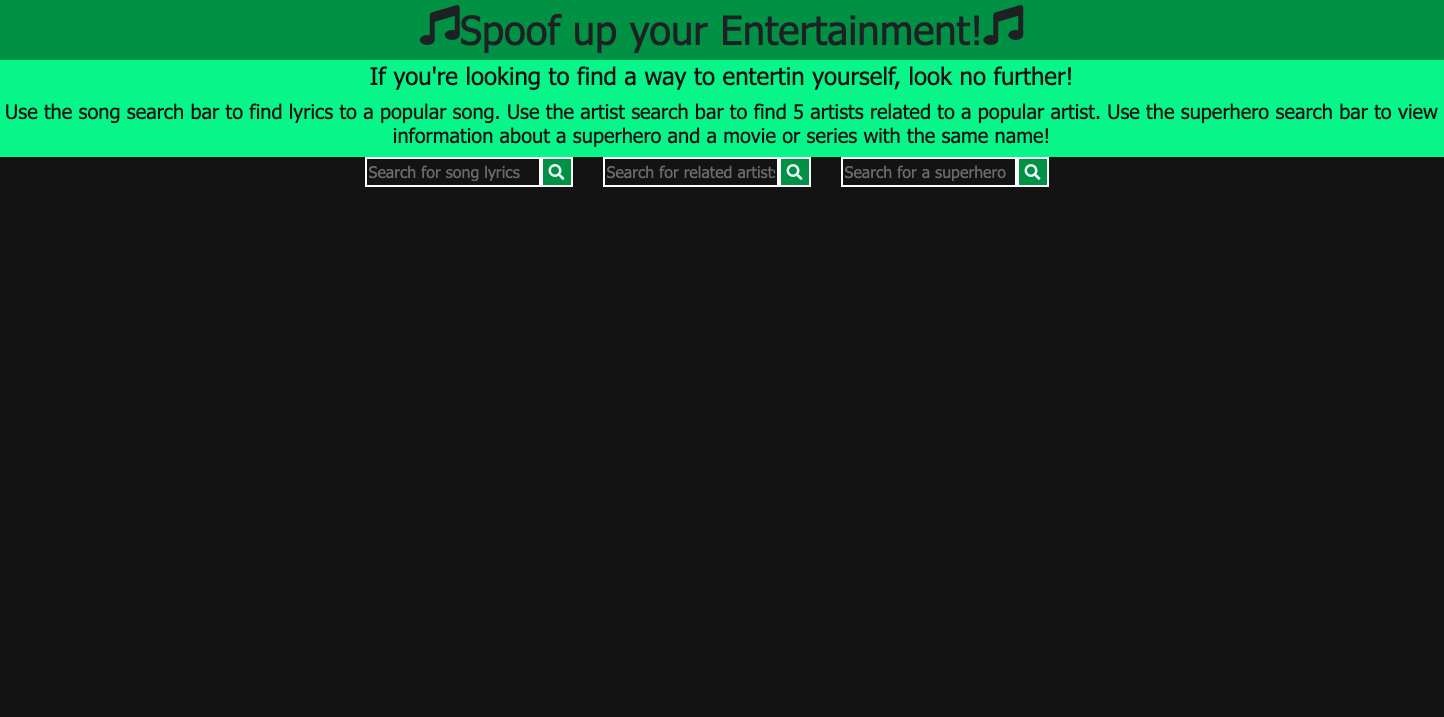 Spoof up your Entertainment!
If you're looking to find a way to entertin yourself, look no further!
Use the song search bar to find lyrics to a popular song. Use the artist search bar to find 5 artists related to a popular artist. Use the superhero search bar to view
information about a superhero and a movie or series with the same name!
Search for song lyrics Search for related artists Search for a superhero